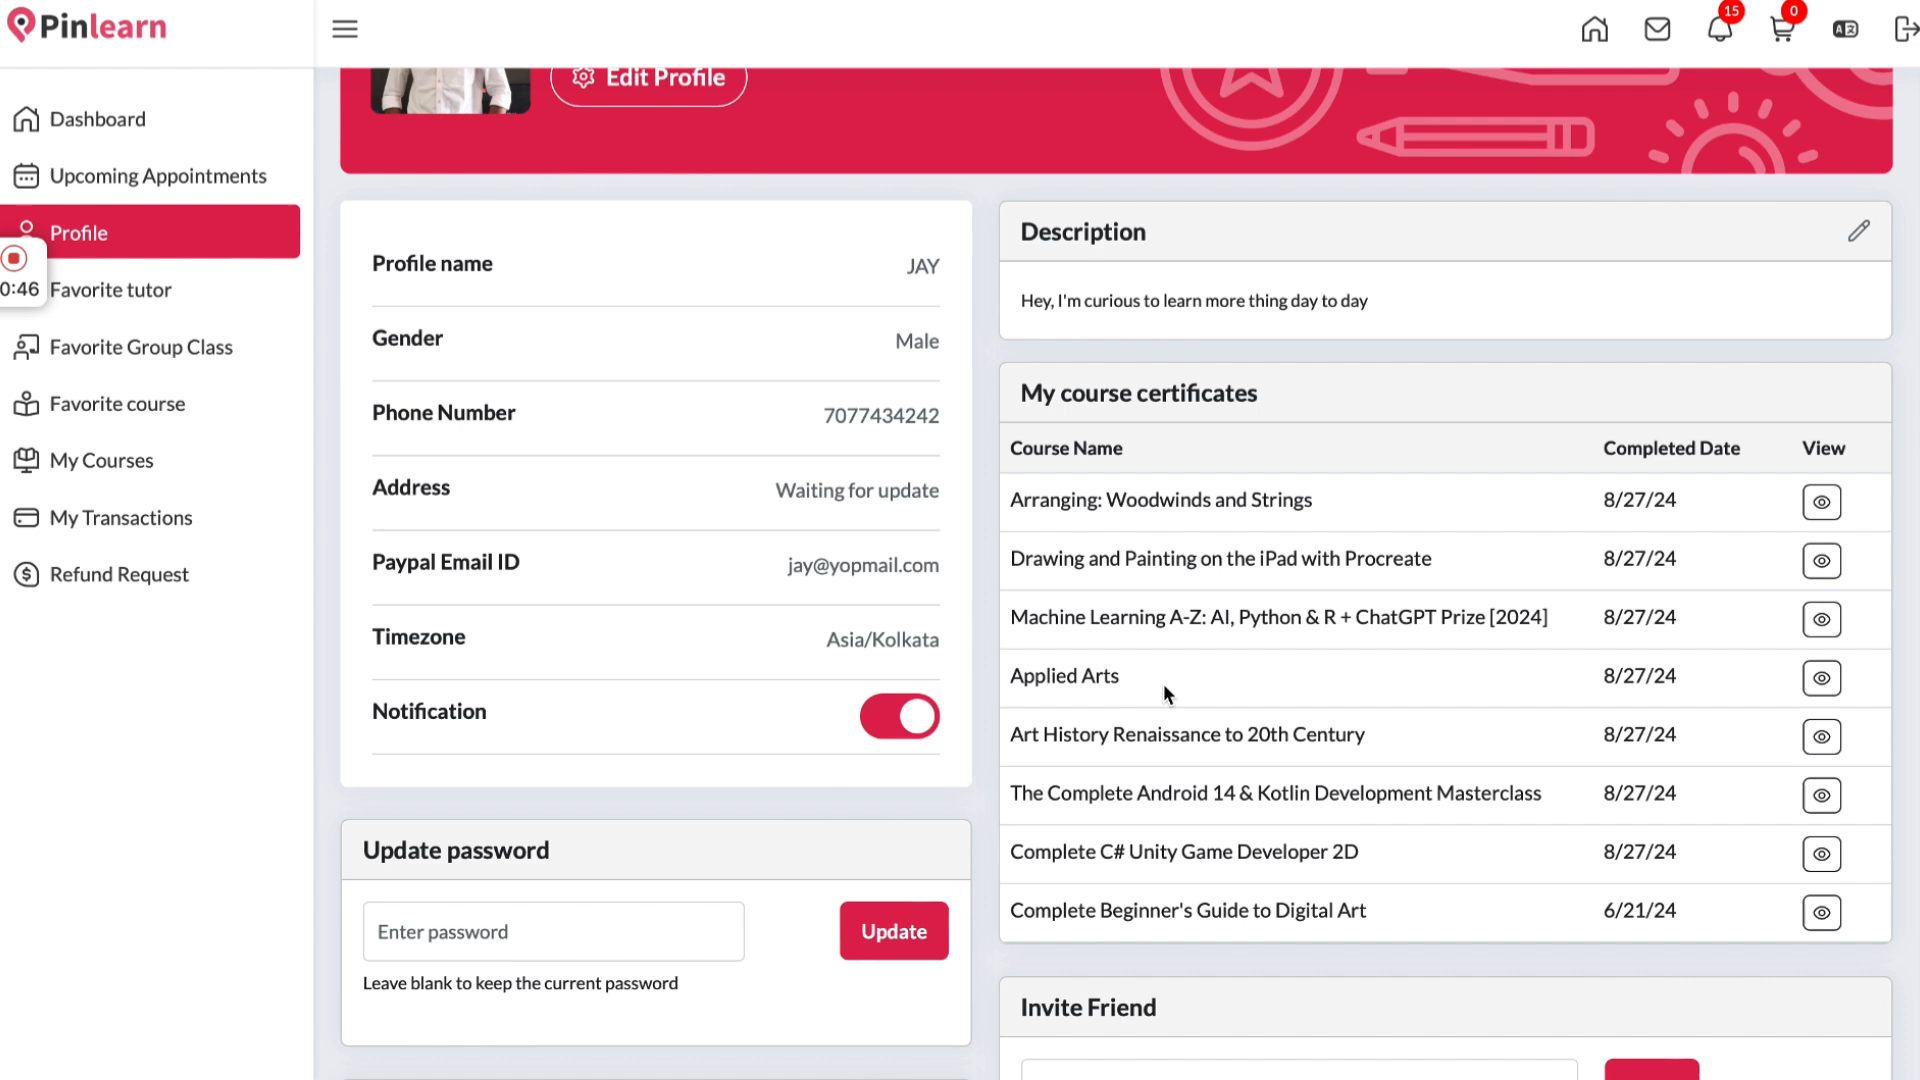 Pinlearn
15
0
Dashboard
Upcoming Appointments
Profile
0:46
Favorite tutor
Favorite Group Class
Favorite course
My Courses
My Transactions
Refund Request
Edit Profile
Profile name
JAY
Gender
Male
Phone Number
7077434242
Address
Waiting for update
Paypal Email ID
jay@yopmail.com
Timezone
Asia/Kolkata
Notification
Update password
Enter password
Update
Leave blank to keep the current password
Description
Hey, I'm curious to learn more thing day to day
My course certificates
Course Name Completed Date View
Arranging: Woodwinds and Strings 8/27/24
Drawing and Painting on the iPad with Procreate 8/27/24
Machine Learning A-Z: AI, Python & R + ChatGPT Prize [2024] 8/27/24
Applied Arts 8/27/24
Art History Renaissance to 20th Century 8/27/24
The Complete Android 14 & Kotlin Development Masterclass 8/27/24
Complete C# Unity Game Developer 2D 8/27/24
Complete Beginner's Guide to Digital Art 6/21/24
Invite Friend